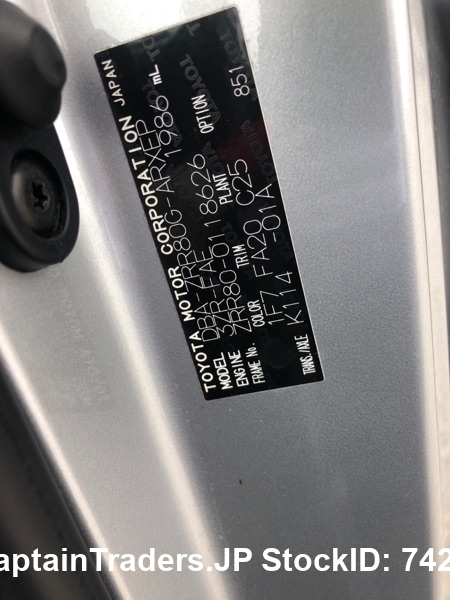 TOYOTA MOTOR CORPORATION JAPAN
MODEL DBA-ZRR80G-ARXEP
ENGINE 3ZR-FAE 1986 mL
FRAME No. ZRR80-0118626
COLOR TRIM PLANT OPTION
1F7 FA20 C25 851
TRANS./AXLE K114 -01A
aptainTraders.JP StockID: 742